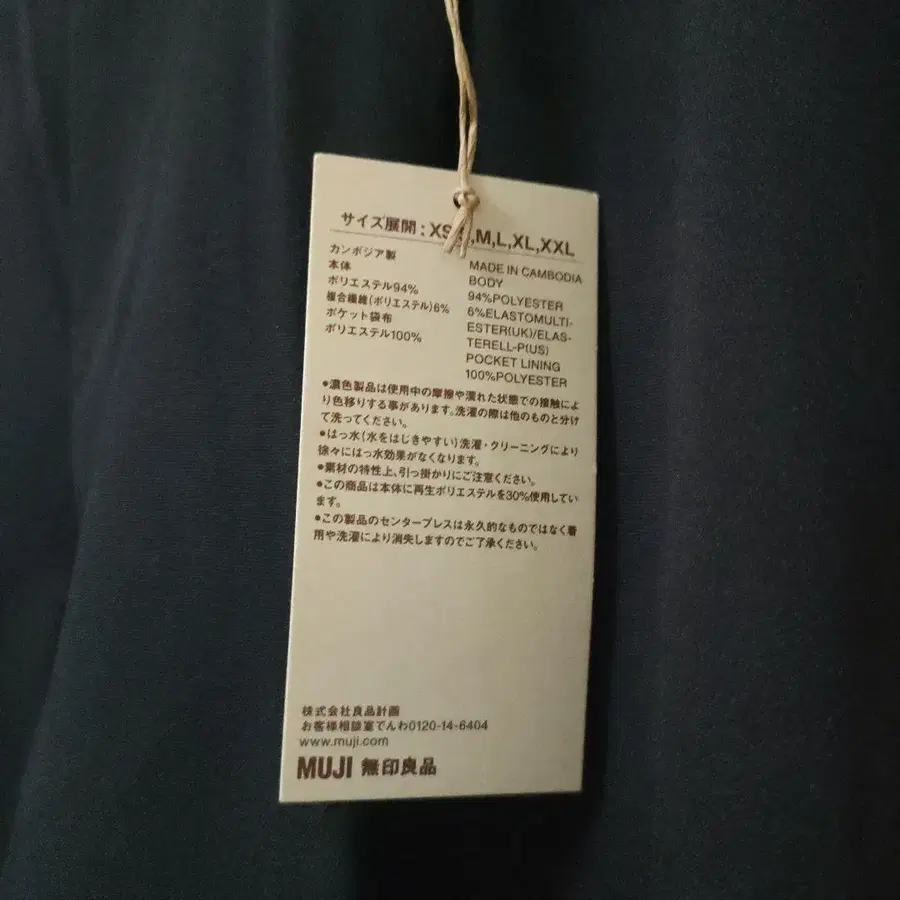 サイズ展開：XS,S,M,L,XL,XXL
カンボジア製
本体
ポリエステル94%
複合繊維(ポリエステル)6%
ポケット袋布
ポリエステル100%
MADE IN CAMBODIA
BODY
94%POLYESTER
6%ELASTOMULTI-
ESTER(UK)/ELAS-
TERELL-P(US)
POCKET LINING
100%POLYESTER
●濃色製品は使用中の摩擦や濡れた状態での接触によ
り色移りする事があります。洗濯の際は他のものと分け
て洗ってください。
●はっ水（水をはじきやすい）洗濯・クリーニングにより
徐々にはっ水効果がなくなります。
●素材の特性上、引っ掛かりにご注意ください。
●この商品は本体に再生ポリエステルを30%使用してい
ます。
●この製品のセンタープレスは永久的なものではなく着
用や洗濯により消失しますのでご了承ください。
株式会社良品計画
お客様相談室でんわ0120-14-6404
www.muji.com
MUJI 無印良品